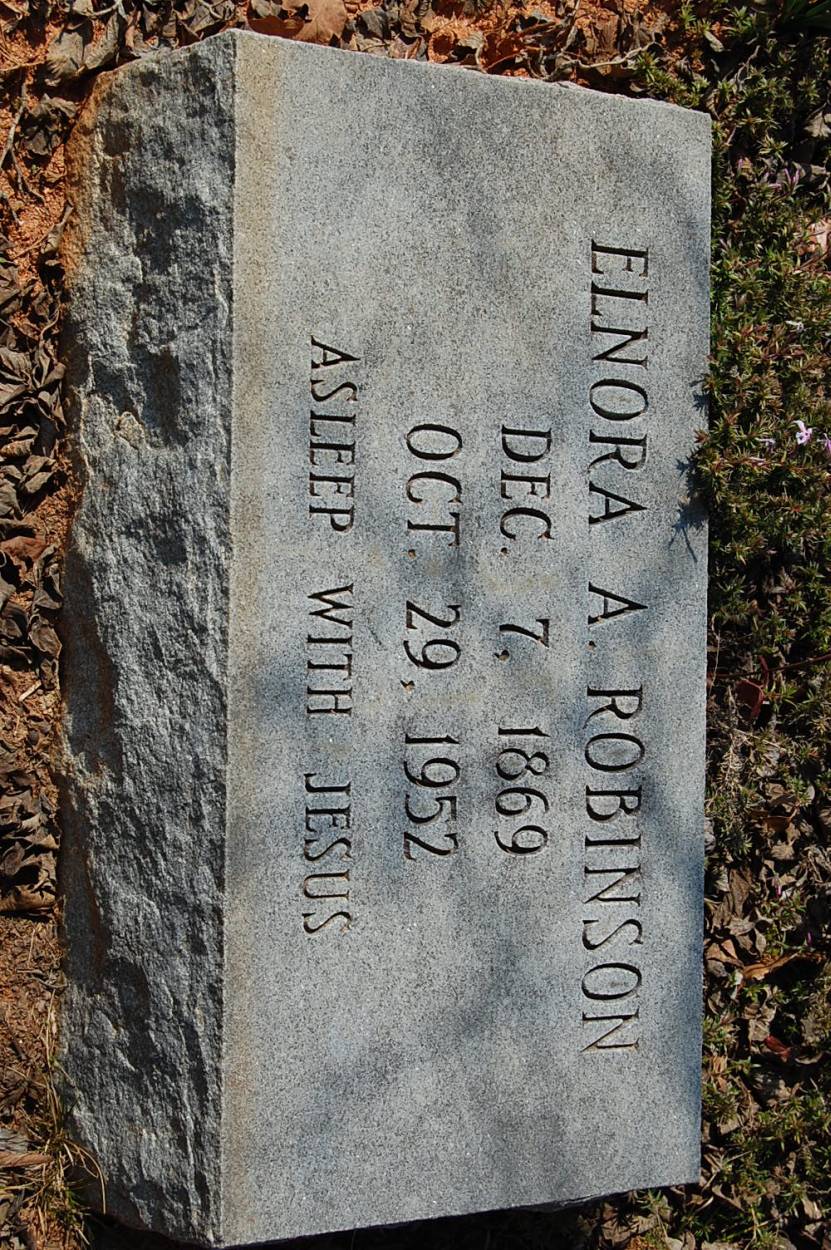 ELNORA A. ROBINSON
DEC. 7, 1869
OCT. 29, 1952
ASLEEP WITH JESUS